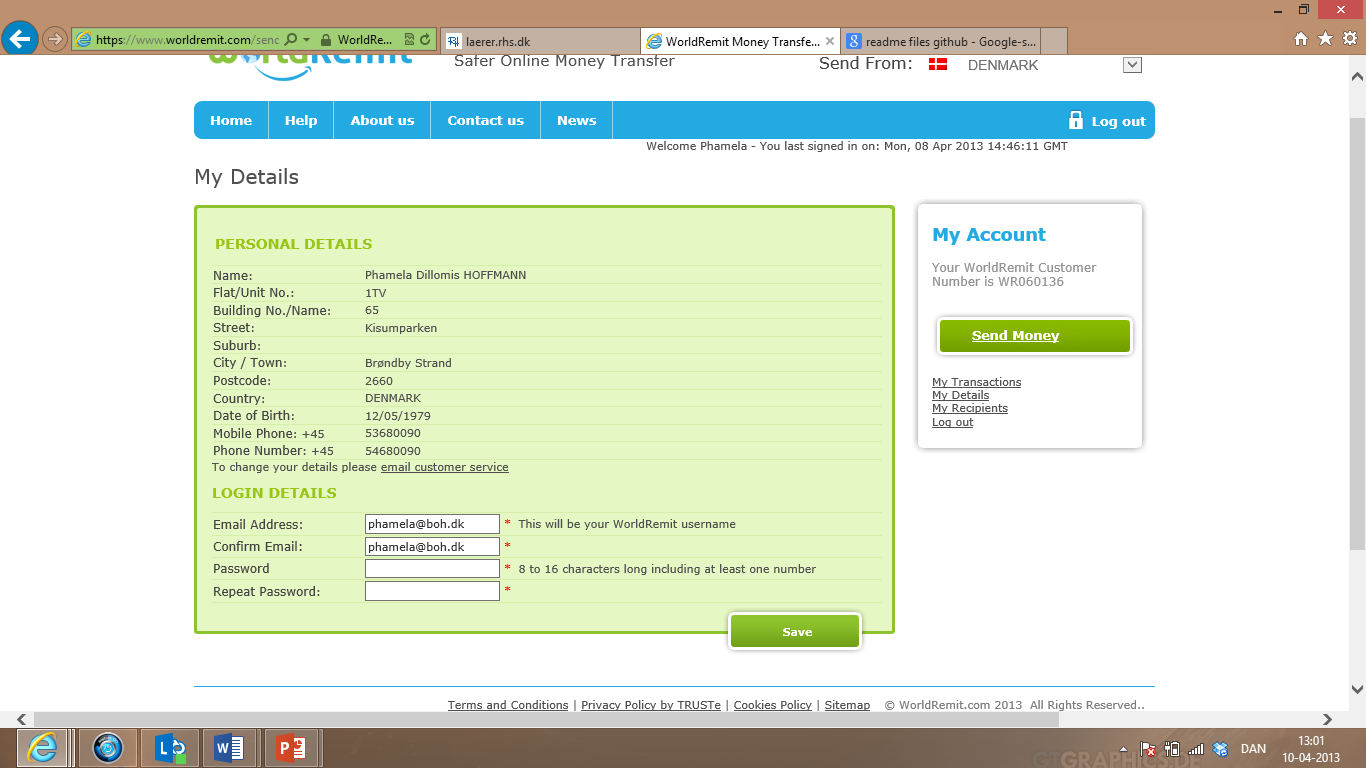 https://www.worldremit.com/send WorldRe... laerer.rhs.dk WorldRemit Money Transfe... readme files github - Google-s...
WorldRemit Safer Online Money Transfer Send From: DENMARK
Home Help About us Contact us News Log out
Welcome Phamela - You last signed in on: Mon, 08 Apr 2013 14:46:11 GMT
My Details
PERSONAL DETAILS
Name: Phamela Dillomis HOFFMANN
Flat/Unit No.: 1TV
Building No./Name: 65
Street: Kisumparken
Suburb:
City / Town: Brøndby Strand
Postcode: 2660
Country: DENMARK
Date of Birth: 12/05/1979
Mobile Phone: +45 53680090
Phone Number: +45 54680090
To change your details please email customer service
LOGIN DETAILS
Email Address: phamela@boh.dk * This will be your WorldRemit username
Confirm Email: phamela@boh.dk *
Password * 8 to 16 characters long including at least one number
Repeat Password: *
Save
My Account
Your WorldRemit Customer
Number is WR060136
Send Money
My Transactions
My Details
My Recipients
Log out
Terms and Conditions | Privacy Policy by TRUSTe | Cookies Policy | Sitemap © WorldRemit.com 2013 All Rights Reserved..
DAN 13:01
10-04-2013